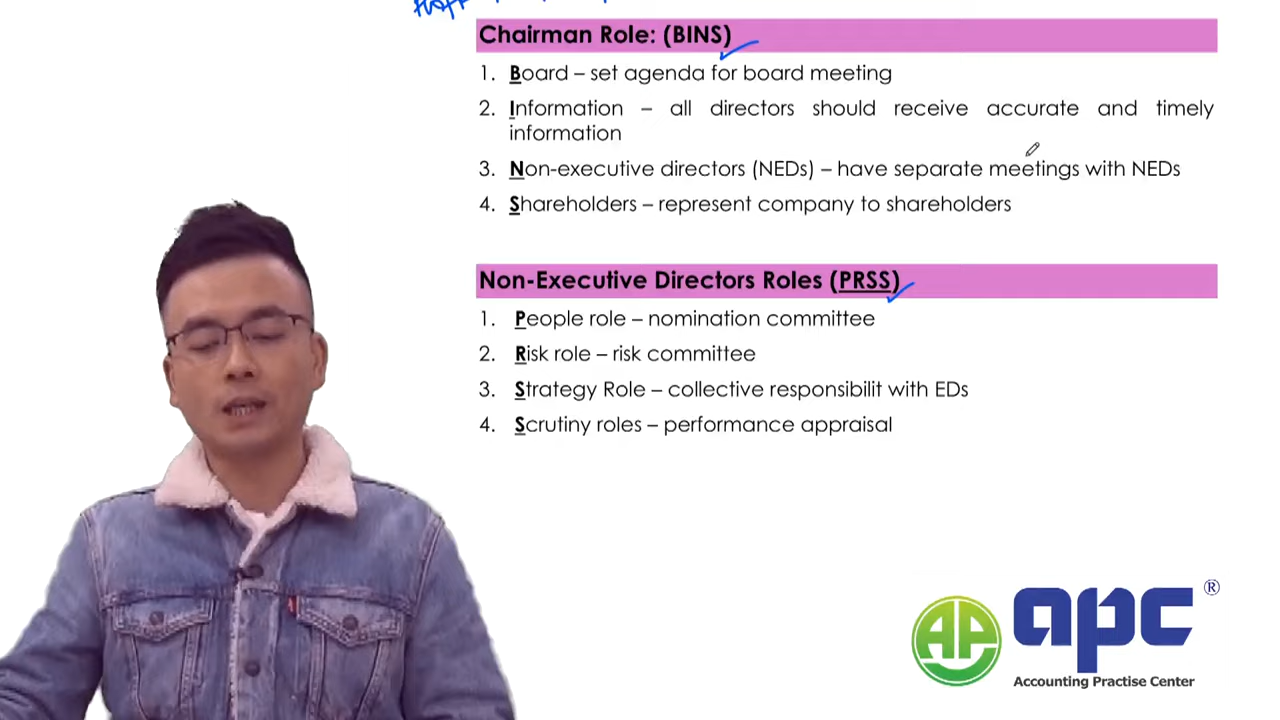 Chairman Role: (BINS)
1. Board – set agenda for board meeting
2. Information – all directors should receive accurate and timely
information
3. Non-executive directors (NEDs) – have separate meetings with NEDs
4. Shareholders – represent company to shareholders
Non-Executive Directors Roles (PRSS)
1. People role – nomination committee
2. Risk role – risk committee
3. Strategy Role – collective responsibilit with EDs
4. Scrutiny roles – performance appraisal
AP
apc ®
Accounting Practise Center